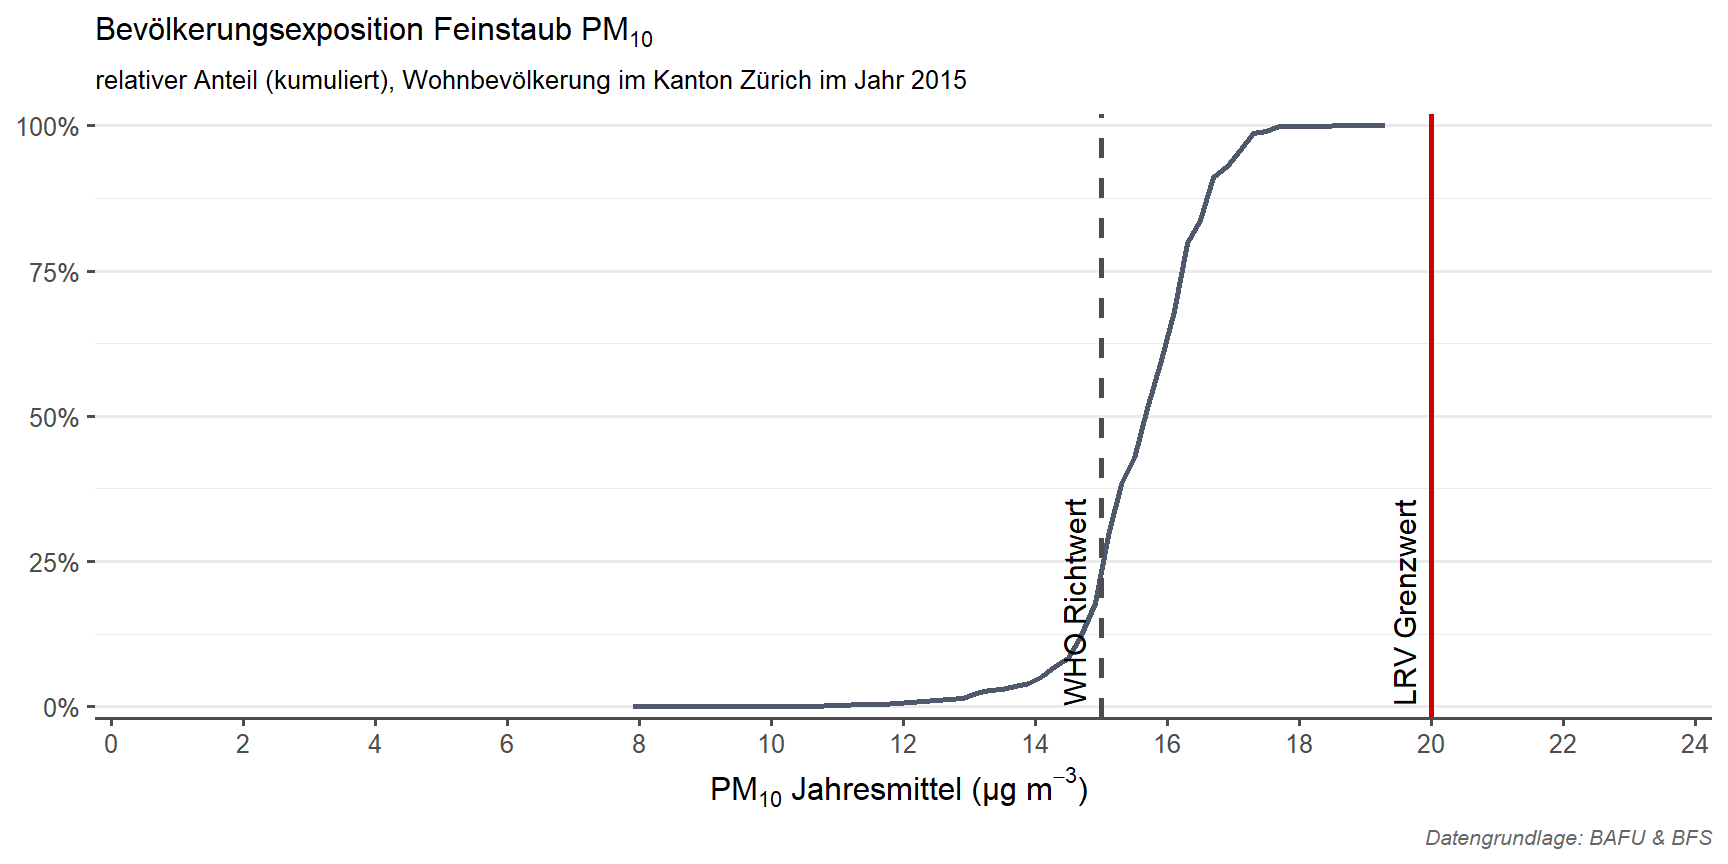 Bevölkerungsexposition Feinstaub PM₁₀
relativer Anteil (kumuliert), Wohnbevölkerung im Kanton Zürich im Jahr 2015
100%
75%
50%
25%
0%
WHO Richtwert
LRV Grenzwert
0 2 4 6 8 10 12 14 16 18 20 22 24
PM₁₀ Jahresmittel (µg m⁻³)
Datengrundlage: BAFU & BFS